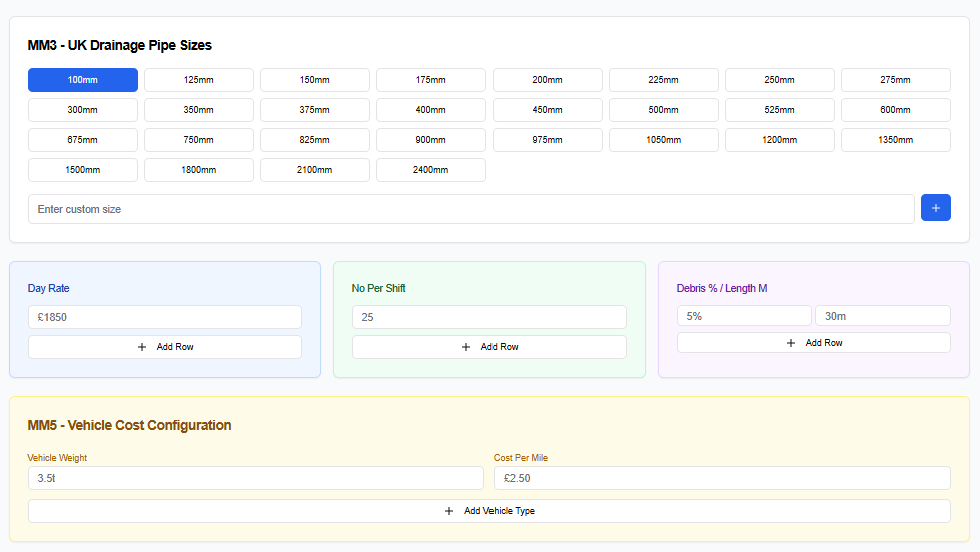 MM3 - UK Drainage Pipe Sizes
100mm 125mm 150mm 175mm 200mm 225mm 250mm 275mm
300mm 350mm 375mm 400mm 450mm 500mm 525mm 600mm
675mm 750mm 825mm 900mm 975mm 1050mm 1200mm 1350mm
1500mm 1800mm 2100mm 2400mm
Enter custom size +
Day Rate
£1850
+ Add Row
No Per Shift
25
+ Add Row
Debris % / Length M
5% 30m
+ Add Row
MM5 - Vehicle Cost Configuration
Vehicle Weight Cost Per Mile
3.5t £2.50
+ Add Vehicle Type